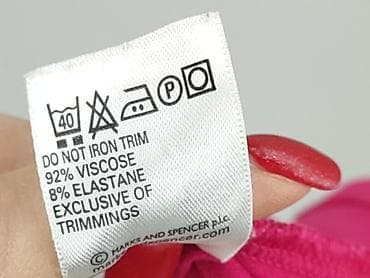 40
P
DO NOT IRON TRIM
92% VISCOSE
8% ELASTANE
EXCLUSIVE OF
TRIMMINGS
© MARKS AND SPENCER p.l.c.